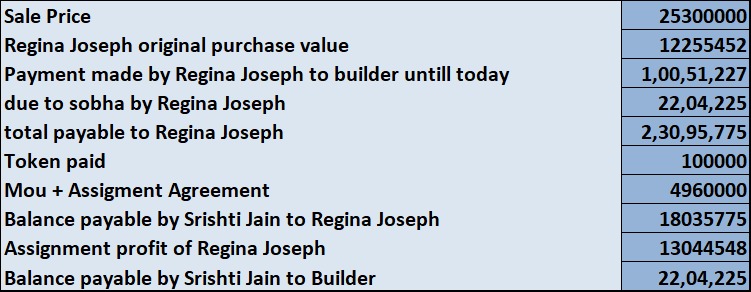 Sale Price 25300000
Regina Joseph original purchase value 12255452
Payment made by Regina Joseph to builder untill today 1,00,51,227
due to sobha by Regina Joseph 22,04,225
total payable to Regina Joseph 2,30,95,775
Token paid 100000
Mou + Assigment Agreement 4960000
Balance payable by Srishti Jain to Regina Joseph 18035775
Assignment profit of Regina Joseph 13044548
Balance payable by Srishti Jain to Builder 22,04,225